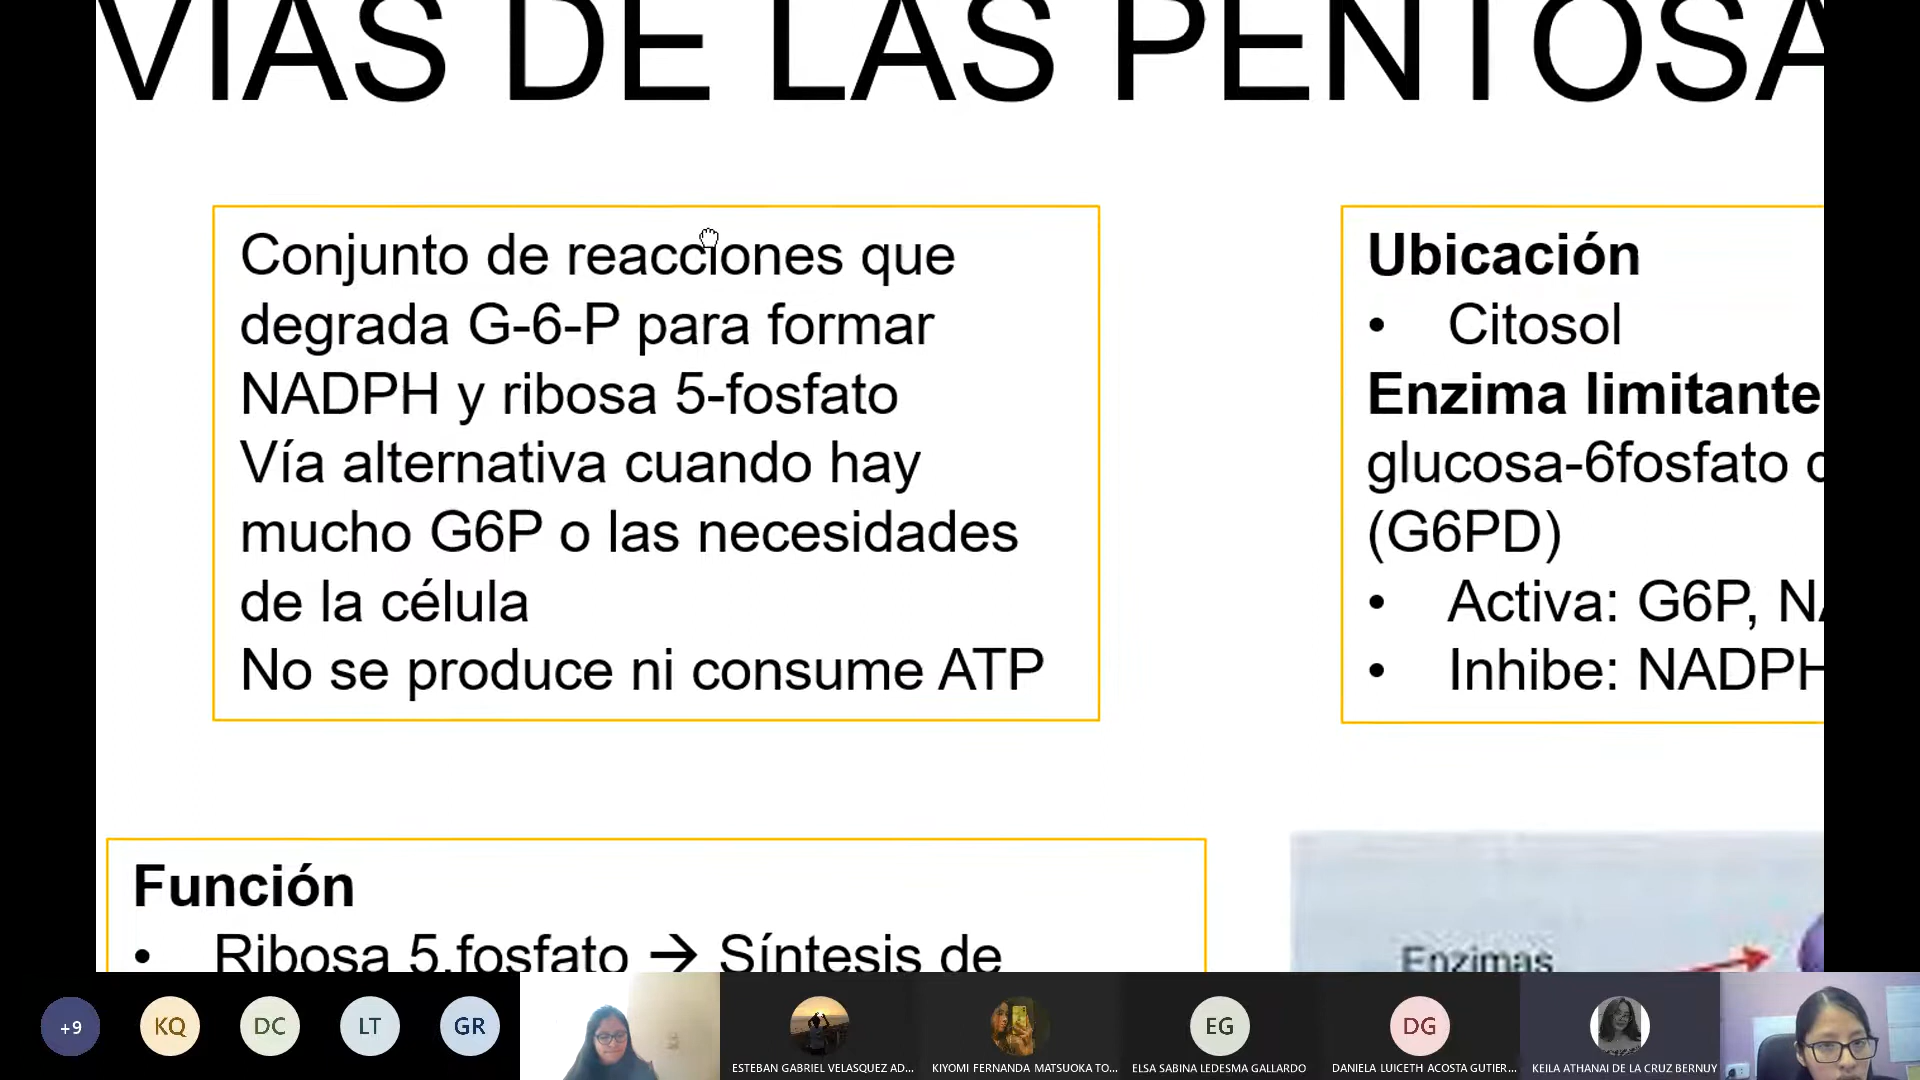 VÍAS DE LAS PENTOSA
Conjunto de reacciones que
degrada G-6-P para formar
NADPH y ribosa 5-fosfato
Vía alternativa cuando hay
mucho G6P o las necesidades
de la célula
No se produce ni consume ATP
Ubicación
• Citosol
Enzima limitante
glucosa-6fosfato
(G6PD)
• Activa: G6P,
• Inhibe: NADPH
Función
• Ribosa 5.fosfato → Síntesis de
Enzimas
+9
KQ
DC
LT
GR
ESTEBAN GABRIEL VELASQUEZ AD...
KIYOMI FERNANDA MATSUOKA TO...
EG
ELSA SABINA LEDESMA GALLARDO
DG
DANIELA LUICETH ACOSTA GUTIER...
KEILA ATHANAI DE LA CRUZ BERNUY